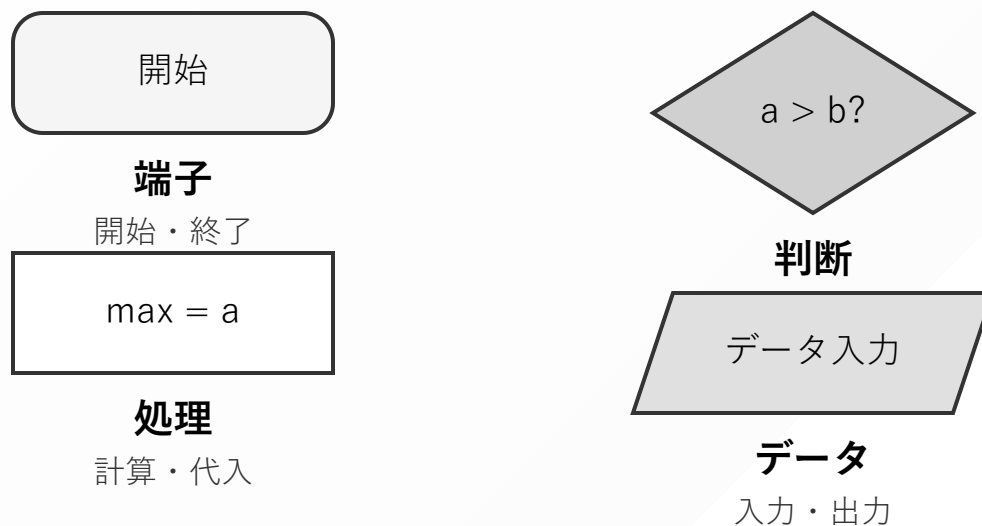 開始
端子
開始・終了
max = a
処理
計算・代入
a > b?
判断
データ入力
データ
入力・出力